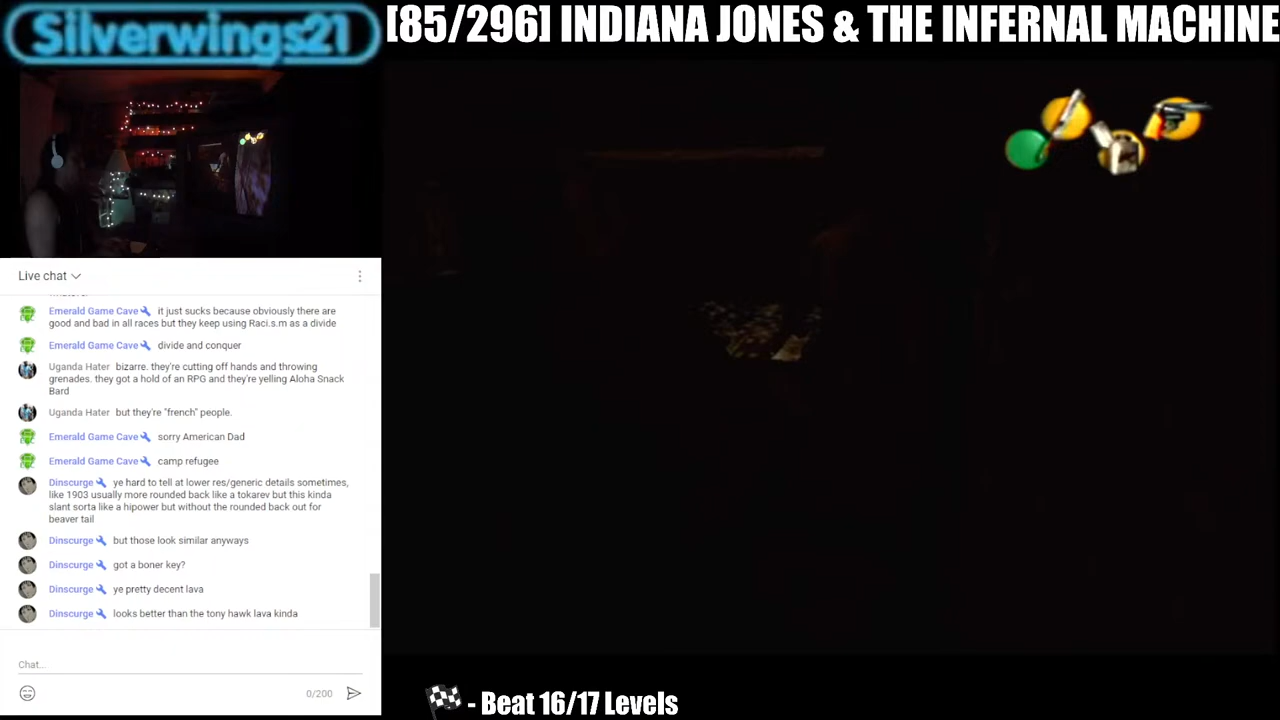 Silverwings21
[85/296] INDIANA JONES & THE INFERNAL MACHINE
Live chat
Emerald Game Cave it just sucks because obviously there are
good and bad in all races but they keep using Raci.s.m as a divide
Emerald Game Cave divide and conquer
Uganda Hater bizarre. they're cutting off hands and throwing
grenades. they got a hold of an RPG and they're yelling Aloha Snack
Bard
Uganda Hater but they're "french" people.
Emerald Game Cave sorry American Dad
Emerald Game Cave camp refugee
Dinscurge ye hard to tell at lower res/generic details sometimes,
like 1903 usually more rounded back like a tokarev but this kinda
slant sorta like a hipower but without the rounded back out for
beaver tail
Dinscurge but those look similar anyways
Dinscurge got a boner key?
Dinscurge ye pretty decent lava
Dinscurge looks better than the tony hawk lava kinda
Chat...
0/200
- Beat 16/17 Levels